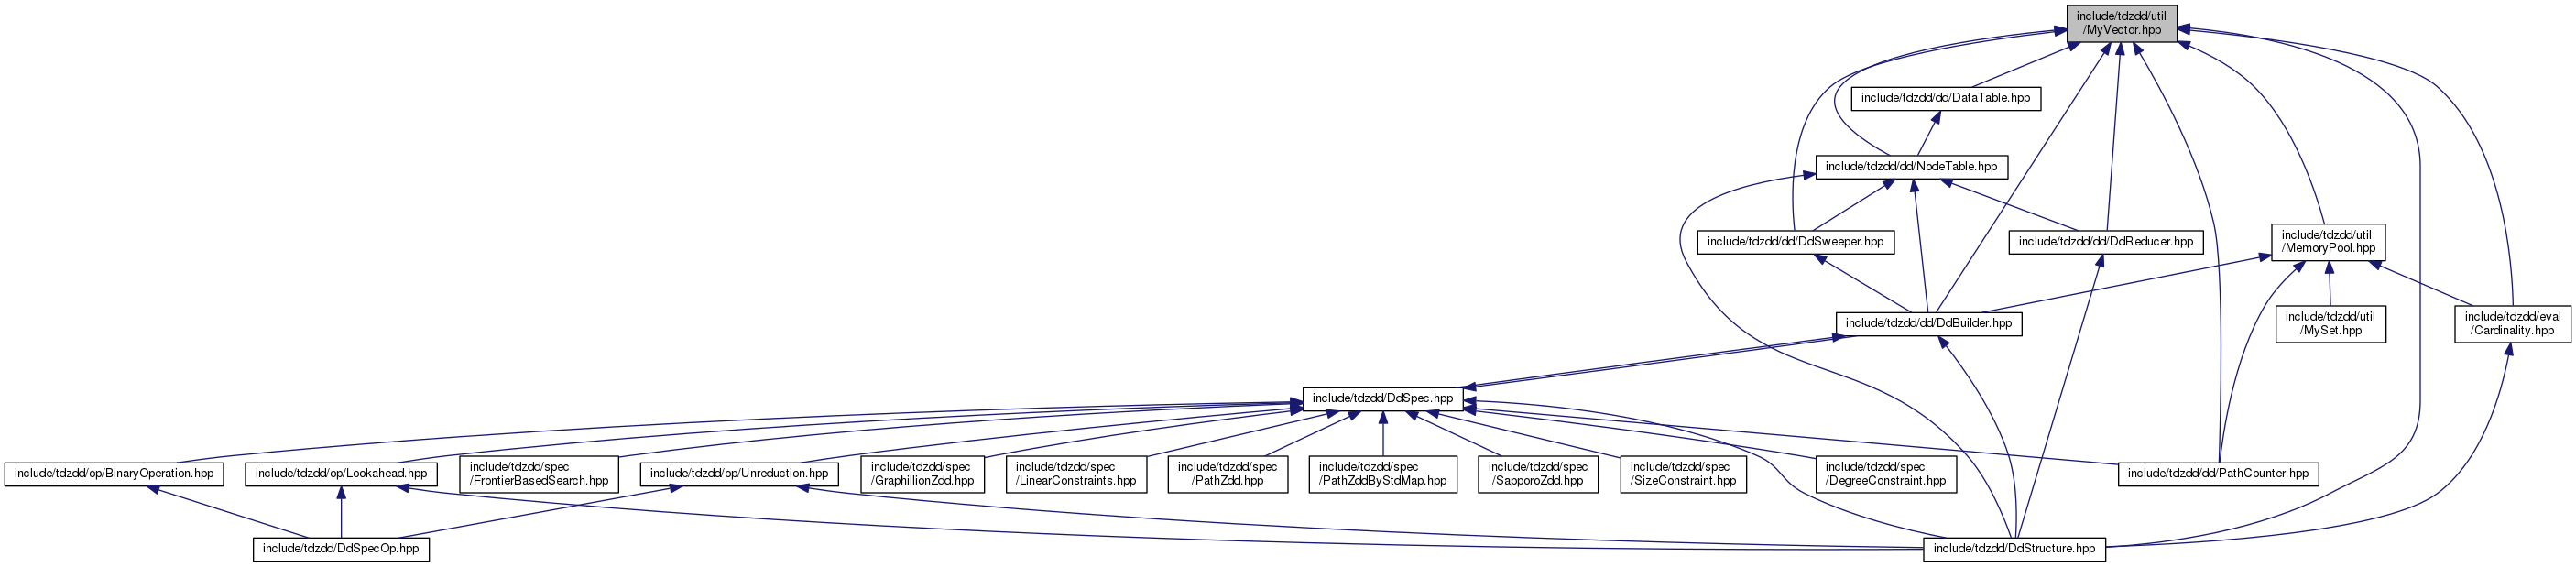 include/tdzdd/util
/MyVector.hpp
include/tdzdd/dd/DataTable.hpp
include/tdzdd/dd/NodeTable.hpp
include/tdzdd/dd/DdSweeper.hpp
include/tdzdd/dd/DdReducer.hpp
include/tdzdd/util
/MemoryPool.hpp
include/tdzdd/dd/DdBuilder.hpp
include/tdzdd/util
/MySet.hpp
include/tdzdd/eval
/Cardinality.hpp
include/tdzdd/DdSpec.hpp
include/tdzdd/op/BinaryOperation.hpp
include/tdzdd/op/Lookahead.hpp
include/tdzdd/spec
/FrontierBasedSearch.hpp
include/tdzdd/op/Unreduction.hpp
include/tdzdd/spec
/GraphillionZdd.hpp
include/tdzdd/spec
/LinearConstraints.hpp
include/tdzdd/spec
/PathZdd.hpp
include/tdzdd/spec
/PathZddByStdMap.hpp
include/tdzdd/spec
/SapporoZdd.hpp
include/tdzdd/spec
/SizeConstraint.hpp
include/tdzdd/spec
/DegreeConstraint.hpp
include/tdzdd/dd/PathCounter.hpp
include/tdzdd/DdSpecOp.hpp
include/tdzdd/DdStructure.hpp